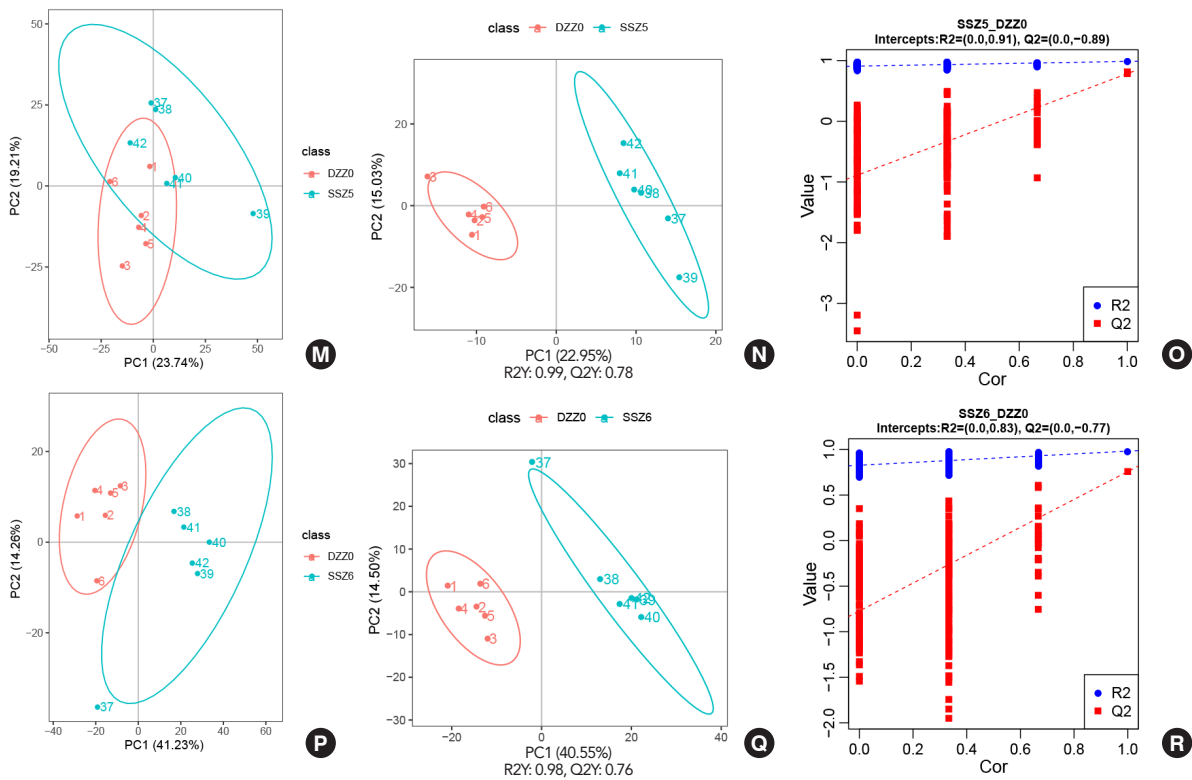 50
25
0
−25
PC2 (19.21%)
37
38
42
1
6
40
41
2
4
5
3
39
−50
−25
0
25
50
PC1 (23.74%)
class
DZZ0
SSZ5
M
class DZZ0 SSZ5
20
0
−20
PC2 (15.03%)
3
6
4
5
2
1
42
41
40
38
37
39
−10
0
10
20
PC1 (22.95%)
R2Y: 0.99, Q2Y: 0.78
N
SSZ5_DZZ0
Intercepts:R2=(0.0,0.91), Q2=(0.0,−0.89)
1
0
−1
−2
−3
Value
R2
Q2
0.0 0.2 0.4 0.6 0.8 1.0
Cor
O
20
0
−20
PC2 (14.26%)
4
5
3
1
2
6
38
41
40
42
39
37
0
20
40
60
PC1 (41.23%)
class
DZZ0
SSZ6
P
class DZZ0 SSZ6
30
20
10
0
−10
−20
−30
PC2 (14.50%)
37
1
6
4
2
5
3
38
42
39
41
40
−20
0
20
40
PC1 (40.55%)
R2Y: 0.98, Q2Y: 0.76
Q
SSZ6_DZZ0
Intercepts:R2=(0.0,0.83), Q2=(0.0,−0.77)
1.0
0.5
0.0
−0.5
−1.0
−1.5
−2.0
Value
R2
Q2
0.0 0.2 0.4 0.6 0.8 1.0
Cor
R